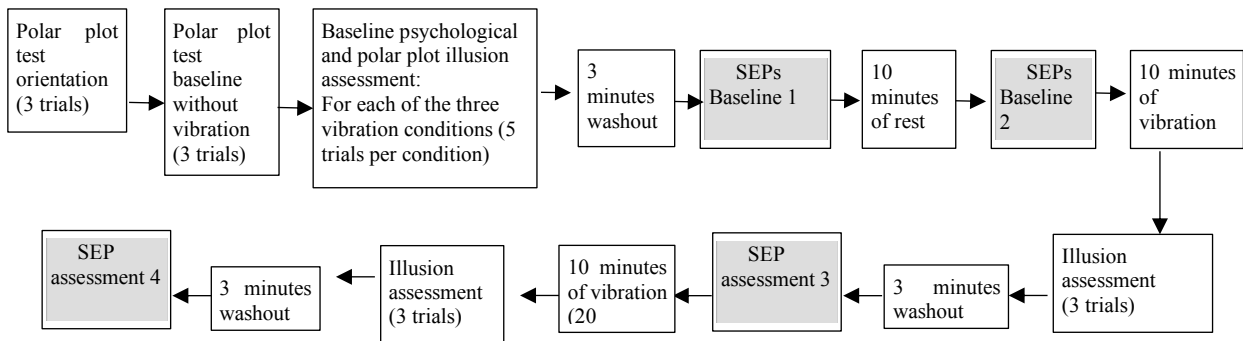 Polar plot
test
orientation
(3 trials)
Polar plot
test
baseline
without
vibration
(3 trials)
Baseline psychological
and polar plot illusion
assessment:
For each of the three
vibration conditions (5
trials per condition)
3
minutes
washout
SEPs
Baseline 1
10
minutes
of rest
SEPs
Baseline
2
10 minutes
of
vibration
Illusion
assessment
(3 trials)
3 minutes
washout
SEP
assessment 3
10 minutes
of vibration
(20
Illusion
assessment
(3 trials)
3 minutes
washout
SEP
assessment 4